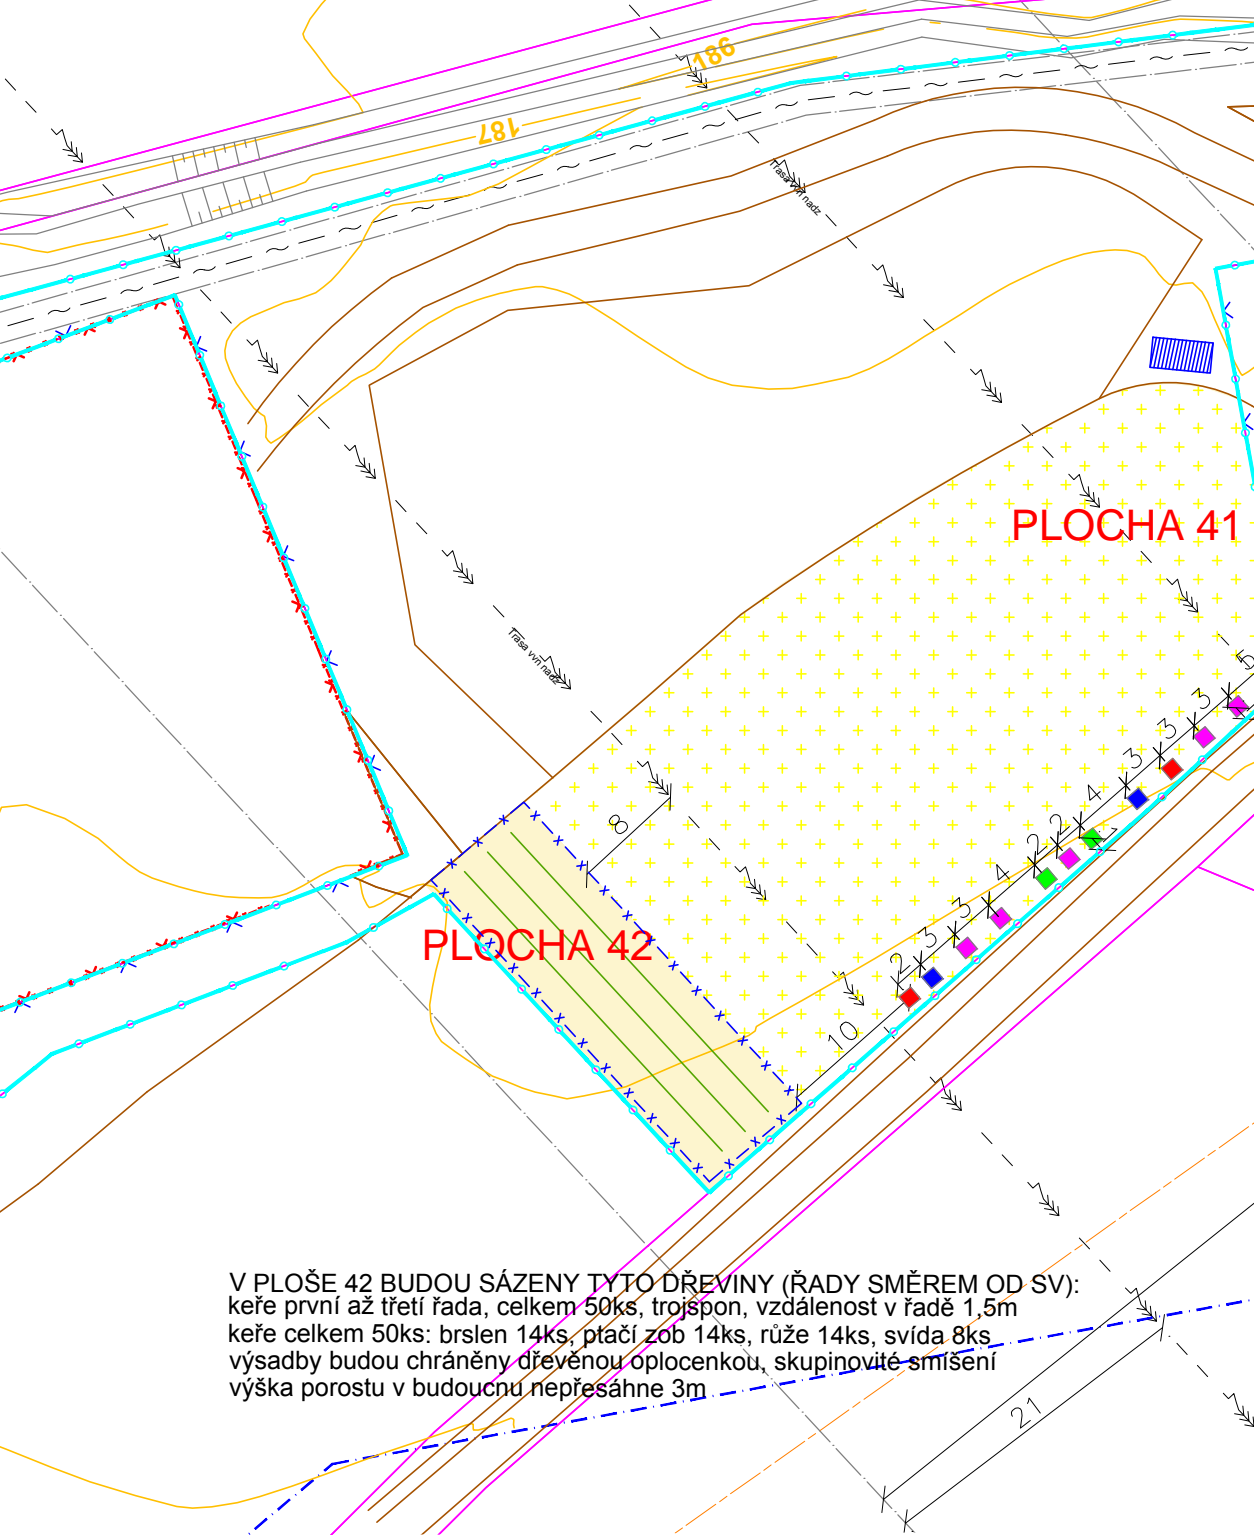 186
187
Trasa vvn nadz
PLOCHA 41
Trasa vvn nadz
5
3
3
3
3
4
2
2
8
4
3
3
2
PLOCHA 42
10
V PLOŠE 42 BUDOU SÁZENY TYTO DŘEVINY (ŘADY SMĚREM OD SV):
keře první až třetí řada, celkem 50ks, trojspon, vzdálenost v řadě 1,5m
keře celkem 50ks: brslen 14ks, ptačí zob 14ks, růže 14ks, svída 8ks
výsadby budou chráněny dřevěnou oplocenkou, skupinovité smíšení
výška porostu v budoucnu nepřesáhne 3m
21